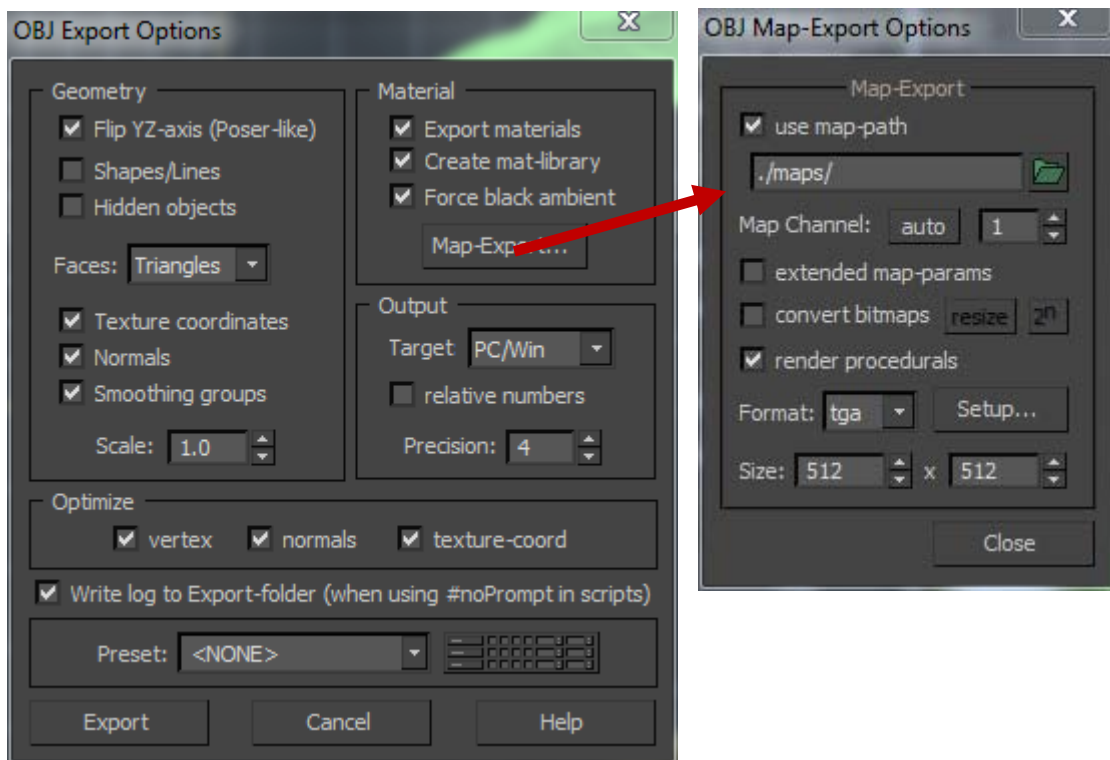 OBJ Export Options
Geometry
Flip YZ-axis (Poser-like)
Shapes/Lines
Hidden objects
Faces: Triangles
Texture coordinates
Normals
Smoothing groups
Scale: 1.0
Material
Export materials
Create mat-library
Force black ambient
Map-Export...
Output
Target PC/Win
relative numbers
Precision: 4
Optimize
vertex normals texture-coord
Write log to Export-folder (when using #noPrompt in scripts)
Preset: <NONE>
Export Cancel Help
OBJ Map-Export Options
Map-Export
use map-path
./maps/
Map Channel: auto 1
extended map-params
convert bitmaps resize 2ⁿ
render procedurals
Format: tga Setup...
Size: 512 x 512
Close